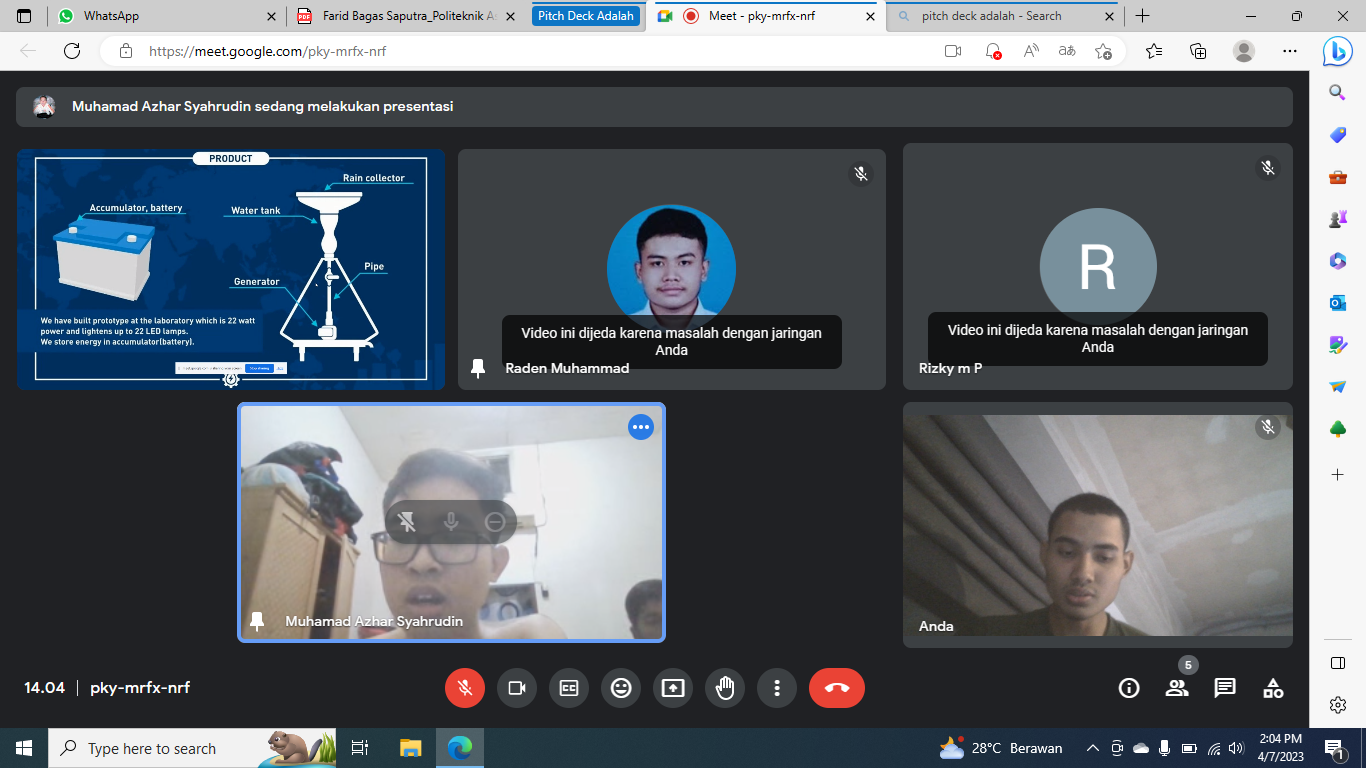 WhatsApp
Farid Bagas Saputra_Politeknik A
Pitch Deck Adalah
Meet - pky-mrfx-nrf
pitch deck adalah - Search
https://meet.google.com/pky-mrfx-nrf
Muhamad Azhar Syahrudin sedang melakukan presentasi
PRODUCT
Rain collector
Accumulator, battery
Water tank
Pipe
Generator
We have built prototype at the laboratory which is 22 watt
power and lightens up to 22 LED lamps.
We store energy in accumulator(battery).
Stop sharing
Video ini dijeda karena masalah dengan jaringan
Anda
Raden Muhammad
R
Video ini dijeda karena masalah dengan jaringan
Anda
Rizky m P
Muhamad Azhar Syahrudin
Anda
14.04 | pky-mrfx-nrf
5
Type here to search
28°C Berawan
2:04 PM
4/7/2023
1